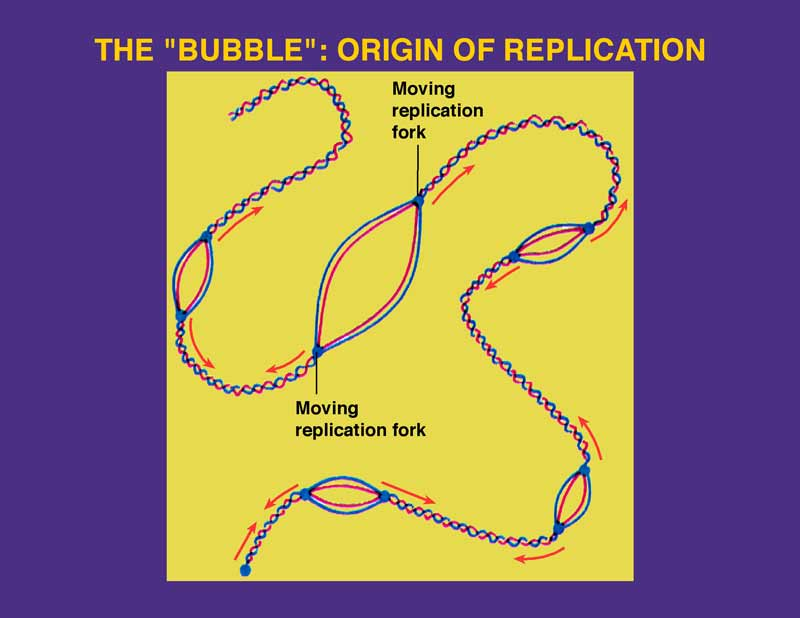 THE "BUBBLE": ORIGIN OF REPLICATION
Moving
replication
fork
Moving
replication fork